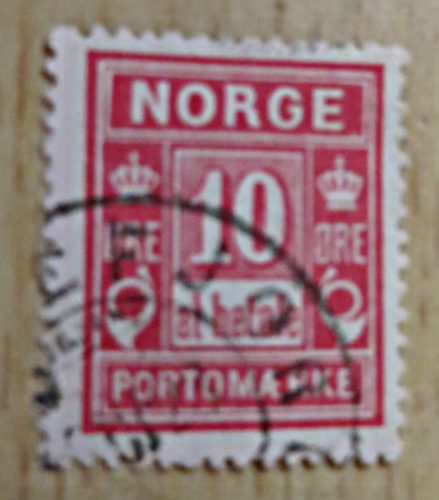 NORGE
10
ØRE ØRE
at betale
PORTOMÆRKE